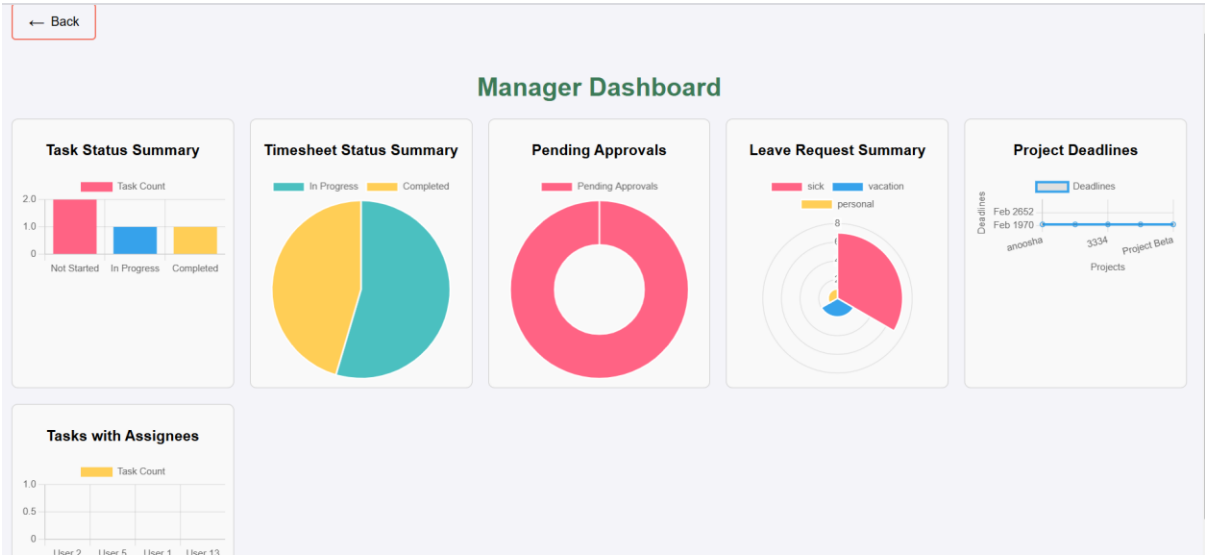 ← Back
Manager Dashboard
Task Status Summary
Task Count
2.0
1.0
0
Not Started In Progress Completed
Timesheet Status Summary
In Progress Completed
Pending Approvals
Pending Approvals
Leave Request Summary
sick vacation
personal
8
Project Deadlines
Deadlines
Deadlines
Feb 2652
Feb 1970
anoosha 3334 Project Beta
Projects
Tasks with Assignees
Task Count
1.0
0.5
0
User 2 User 5 User 1 User 13